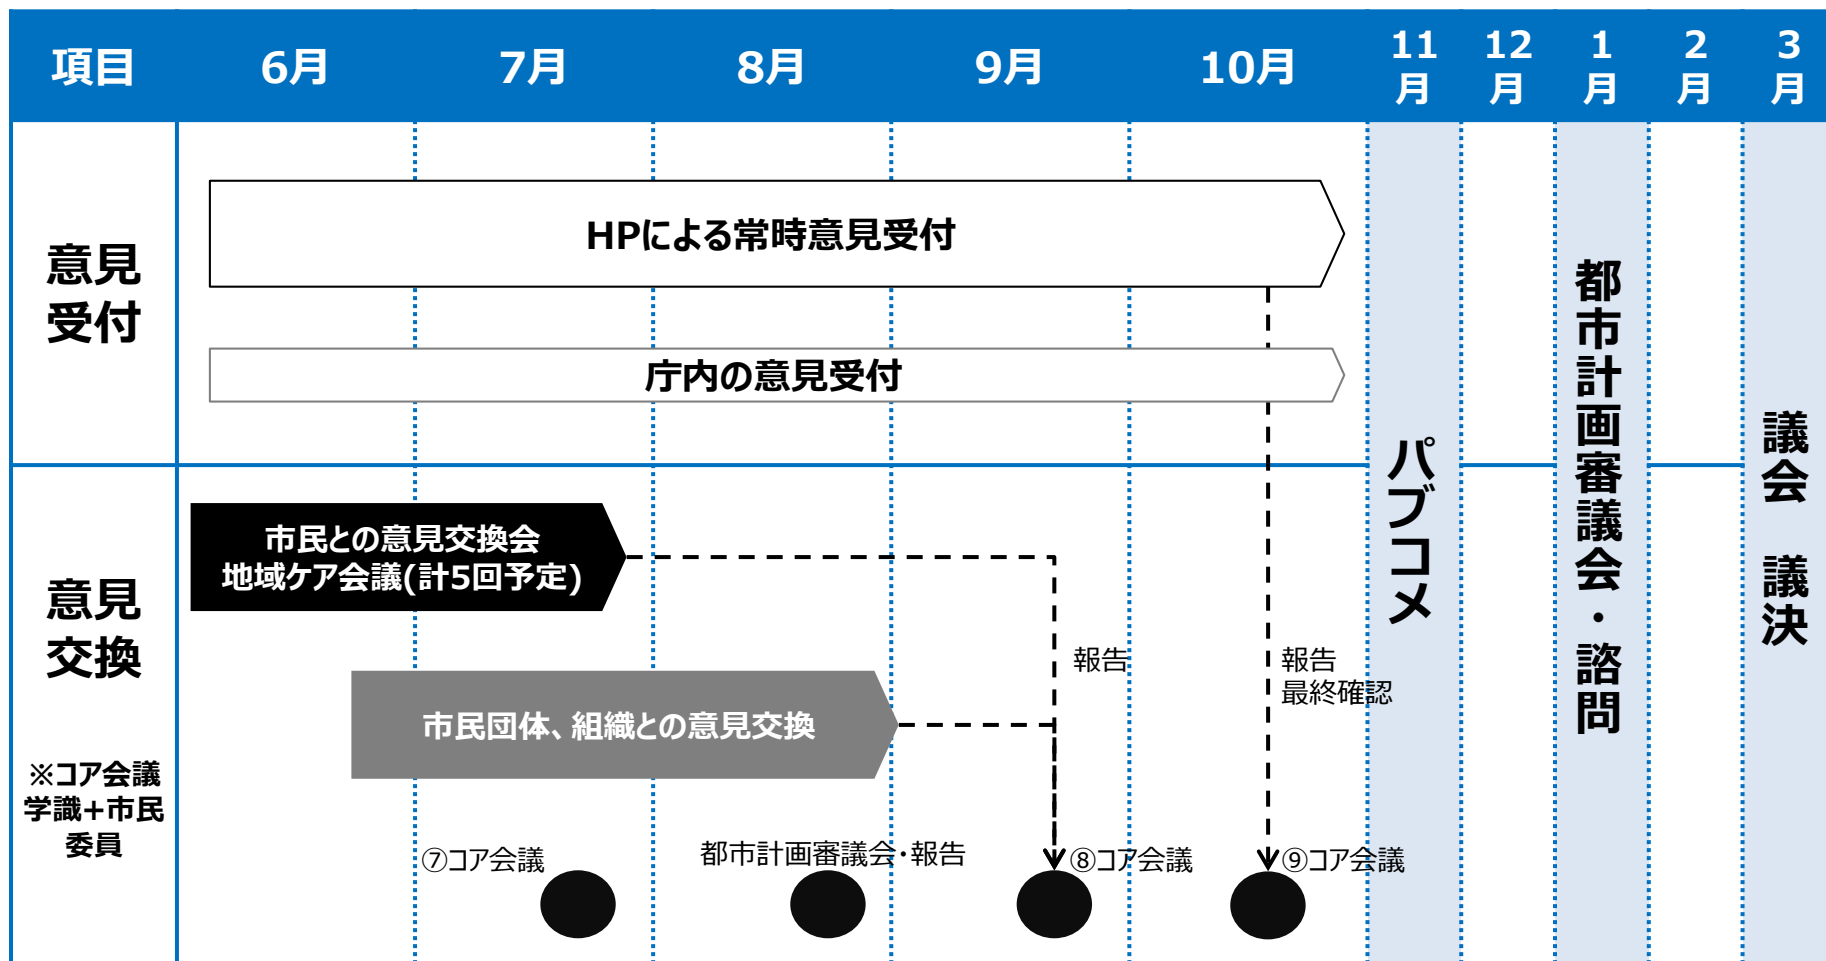 項目
6月
7月
8月
9月
10月
11
月
12
月
1
月
2
月
3
月
意見
受付
HPによる常時意見受付
庁内の意見受付
意見
交換
※コア会議
学識+市民
委員
市民との意見交換会
地域ケア会議(計5回予定)
市民団体、組織との意見交換
報告
報告
最終確認
⑦コア会議
都市計画審議会・報告
⑧コア会議
⑨コア会議
パブコメ
都市計画審議会・諮問
議会 議決